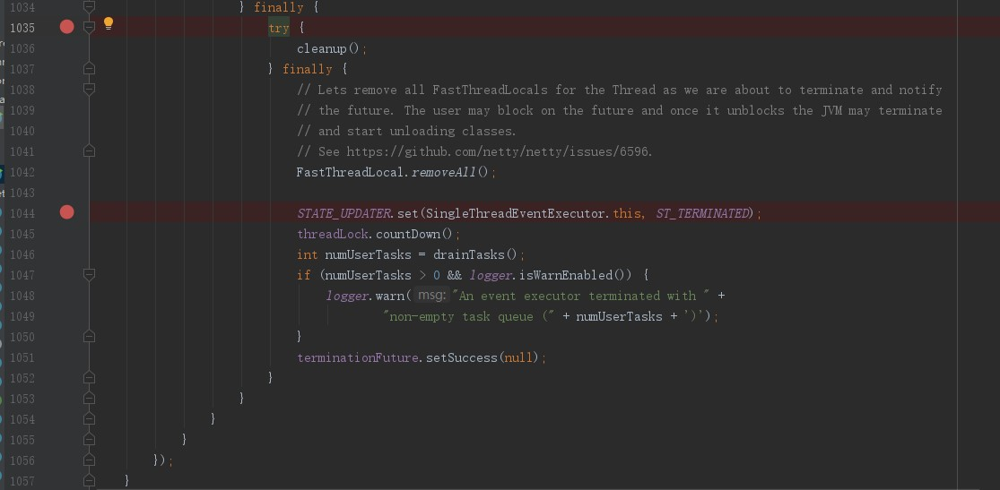 1034 } finally {
1035 try {
1036 cleanup();
1037 } finally {
1038 // Lets remove all FastThreadLocals for the Thread as we are about to terminate and notify
1039 // the future. The user may block on the future and once it unblocks the JVM may terminate
1040 // and start unloading classes.
1041 // See https://github.com/netty/netty/issues/6596.
1042 FastThreadLocal.removeAll();
1043
1044 STATE_UPDATER.set(SingleThreadEventExecutor.this, ST_TERMINATED);
1045 threadLock.countDown();
1046 int numUserTasks = drainTasks();
1047 if (numUserTasks > 0 && logger.isWarnEnabled()) {
1048 logger.warn( msg: "An event executor terminated with " +
1049 "non-empty task queue (" + numUserTasks + ')');
1050 }
1051 terminationFuture.setSuccess(null);
1052 }
1053 }
1054 }
1055 }
1056 });
1057 }